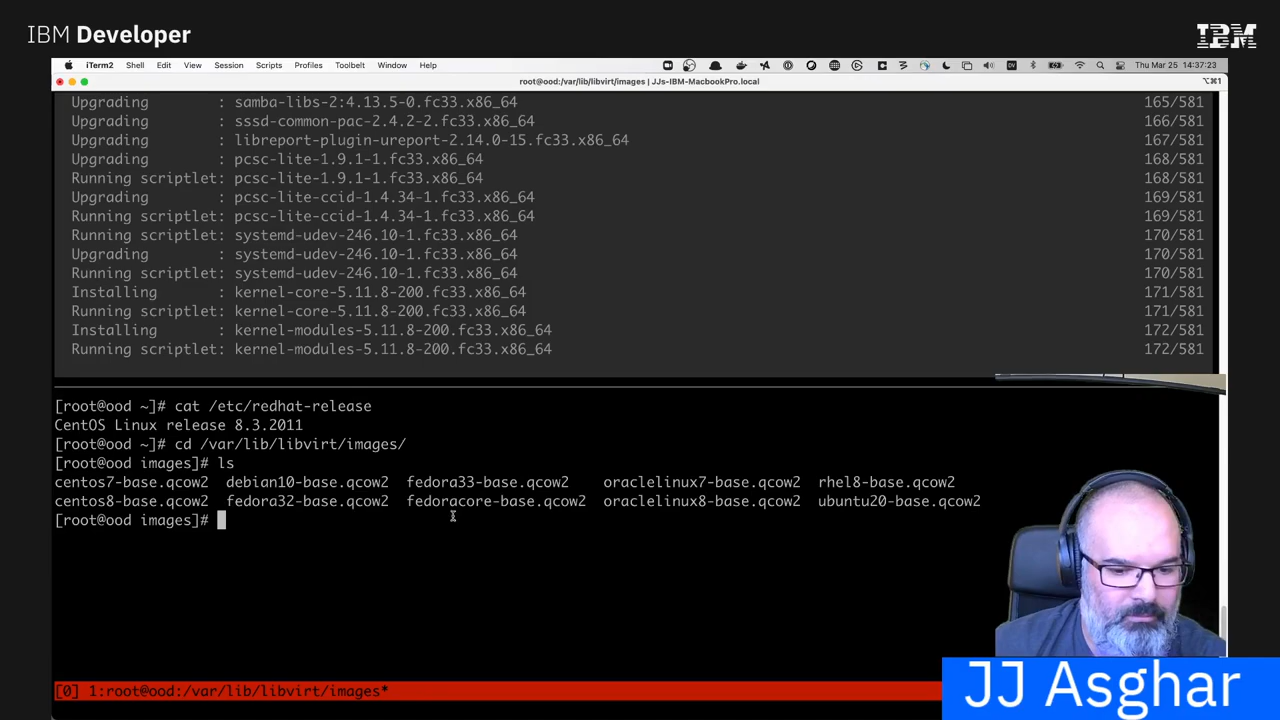 IBM Developer
IBM
iTerm2 Shell Edit View Session Scripts Profiles Toolbelt Window Help
Thu Mar 25 14:37:23
root@ood:/var/lib/libvirt/images | JJs-IBM-MacbookPro.local
⌥⌘1
Upgrading : samba-libs-2:4.13.5-0.fc33.x86_64 165/581
Upgrading : sssd-common-pac-2.4.2-2.fc33.x86_64 166/581
Upgrading : libreport-plugin-ureport-2.14.0-15.fc33.x86_64 167/581
Upgrading : pcsc-lite-1.9.1-1.fc33.x86_64 168/581
Running scriptlet: pcsc-lite-1.9.1-1.fc33.x86_64 168/581
Upgrading : pcsc-lite-ccid-1.4.34-1.fc33.x86_64 169/581
Running scriptlet: pcsc-lite-ccid-1.4.34-1.fc33.x86_64 169/581
Running scriptlet: systemd-udev-246.10-1.fc33.x86_64 170/581
Upgrading : systemd-udev-246.10-1.fc33.x86_64 170/581
Running scriptlet: systemd-udev-246.10-1.fc33.x86_64 170/581
Installing : kernel-core-5.11.8-200.fc33.x86_64 171/581
Running scriptlet: kernel-core-5.11.8-200.fc33.x86_64 171/581
Installing : kernel-modules-5.11.8-200.fc33.x86_64 172/581
Running scriptlet: kernel-modules-5.11.8-200.fc33.x86_64 172/581
[root@ood ~]# cat /etc/redhat-release
CentOS Linux release 8.3.2011
[root@ood ~]# cd /var/lib/libvirt/images/
[root@ood images]# ls
centos7-base.qcow2 debian10-base.qcow2 fedora33-base.qcow2 oraclelinux7-base.qcow2 rhel8-base.qcow2
centos8-base.qcow2 fedora32-base.qcow2 fedoracore-base.qcow2 oraclelinux8-base.qcow2 ubuntu20-base.qcow2
[root@ood images]#
[0] 1:root@ood:/var/lib/libvirt/images*
JJ Asghar